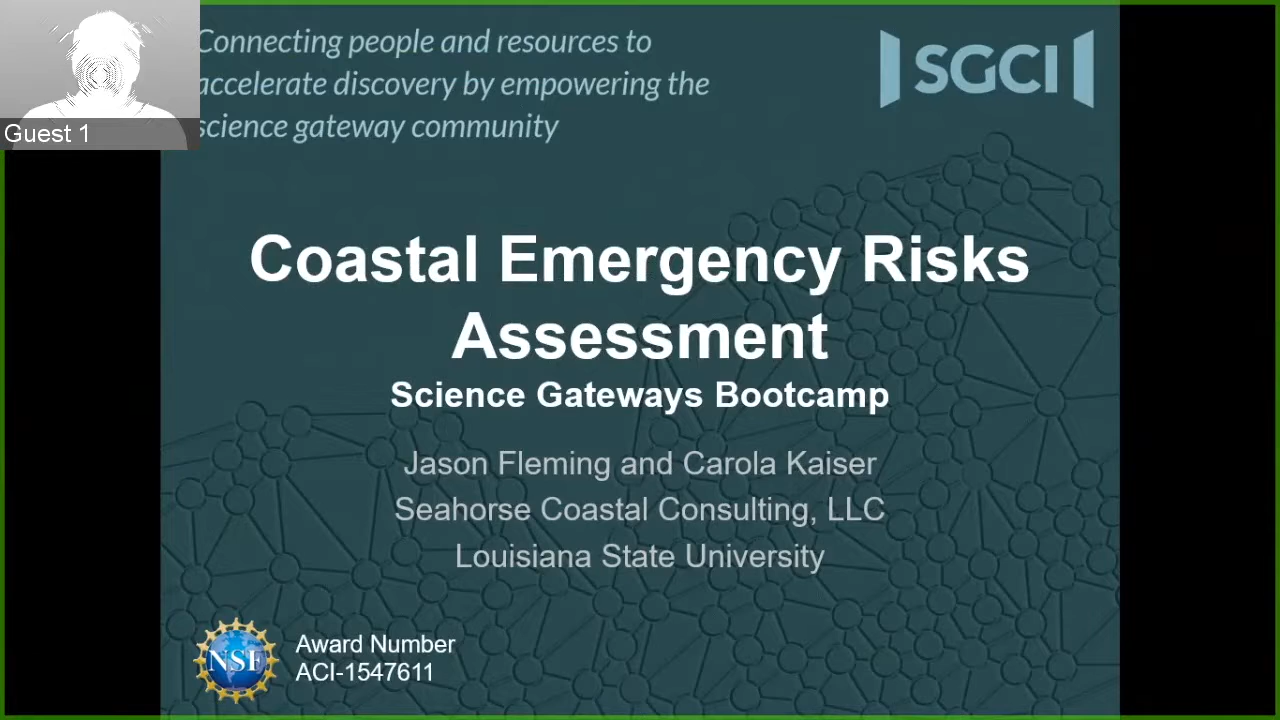 Connecting people and resources to
accelerate discovery by empowering the
science gateway community
SGCI
Guest 1
Coastal Emergency Risks
Assessment
Science Gateways Bootcamp
Jason Fleming and Carola Kaiser
Seahorse Coastal Consulting, LLC
Louisiana State University
NSF
Award Number
ACI-1547611